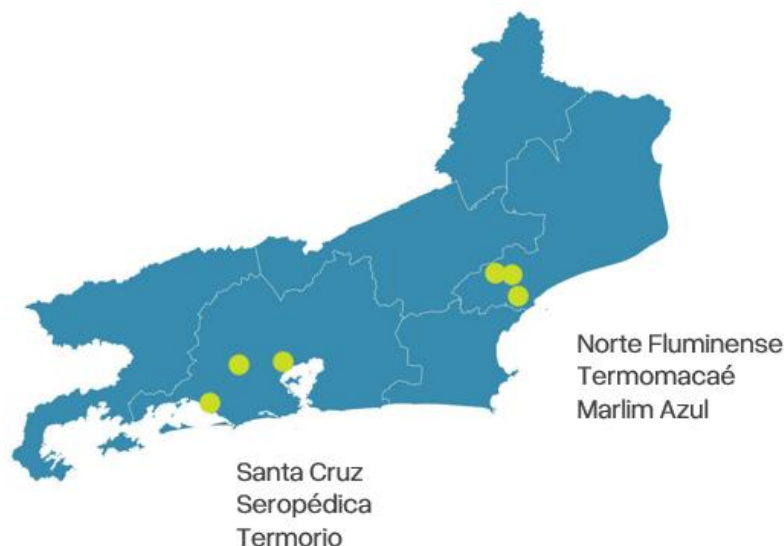 Norte Fluminense
Termomacaé
Marlim Azul
Santa Cruz
Seropédica
Termorio